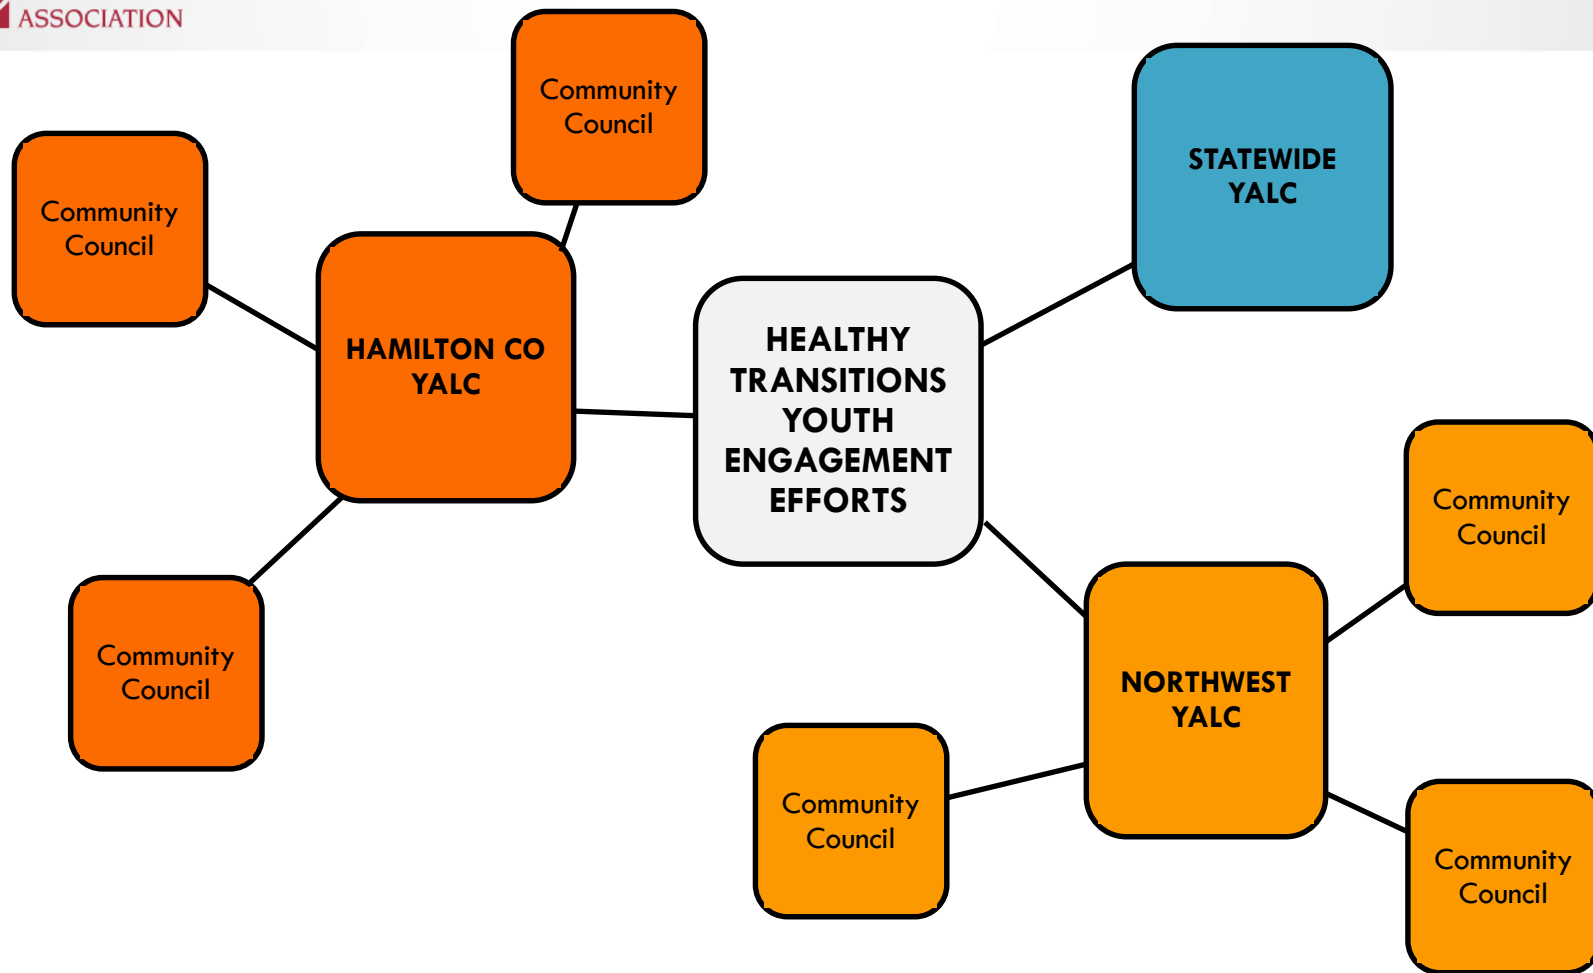 ASSOCIATION
Community
Council
Community
Council
STATEWIDE
YALC
HAMILTON CO
YALC
HEALTHY
TRANSITIONS
YOUTH
ENGAGEMENT
EFFORTS
Community
Council
Community
Council
NORTHWEST
YALC
Community
Council
Community
Council